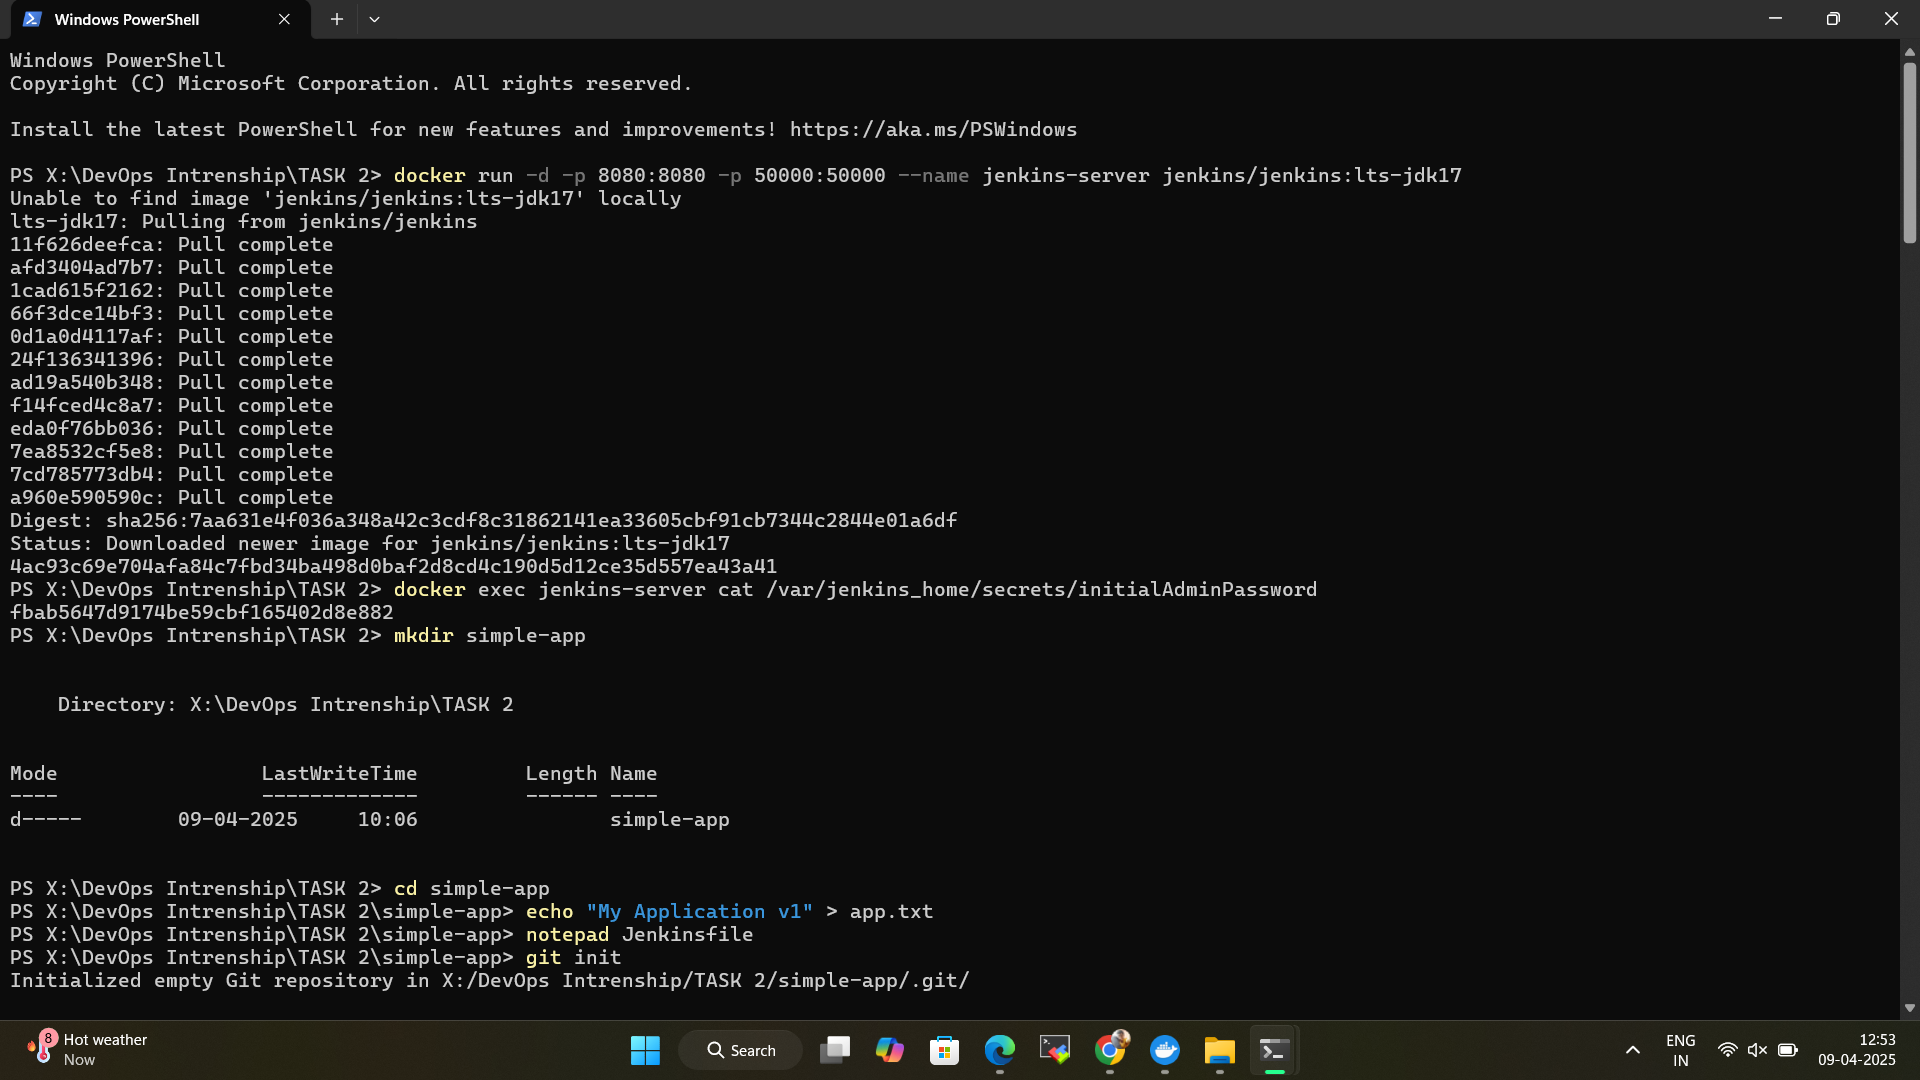 Windows PowerShell
Windows PowerShell
Copyright (C) Microsoft Corporation. All rights reserved.
Install the latest PowerShell for new features and improvements! https://aka.ms/PSWindows
PS X:\DevOps Intrenship\TASK 2> docker run -d -p 8080:8080 -p 50000:50000 --name jenkins-server jenkins/jenkins:lts-jdk17
Unable to find image 'jenkins/jenkins:lts-jdk17' locally
lts-jdk17: Pulling from jenkins/jenkins
11f626deefca: Pull complete
afd3404ad7b7: Pull complete
1cad615f2162: Pull complete
66f3dce14bf3: Pull complete
0d1a0d4117af: Pull complete
24f136341396: Pull complete
ad19a540b348: Pull complete
f14fced4c8a7: Pull complete
eda0f76bb036: Pull complete
7ea8532cf5e8: Pull complete
7cd785773db4: Pull complete
a960e590590c: Pull complete
Digest: sha256:7aa631e4f036a348a42c3cdf8c31862141ea33605cbf91cb7344c2844e01a6df
Status: Downloaded newer image for jenkins/jenkins:lts-jdk17
4ac93c69e704afa84c7fbd34ba498d0baf2d8cd4c190d5d12ce35d557ea43a41
PS X:\DevOps Intrenship\TASK 2> docker exec jenkins-server cat /var/jenkins_home/secrets/initialAdminPassword
fbab5647d9174be59cbf165402d8e882
PS X:\DevOps Intrenship\TASK 2> mkdir simple-app
    Directory: X:\DevOps Intrenship\TASK 2
Mode                 LastWriteTime         Length Name
----                 -------------         ------ ----
d-----        09-04-2025     10:06                simple-app
PS X:\DevOps Intrenship\TASK 2> cd simple-app
PS X:\DevOps Intrenship\TASK 2\simple-app> echo "My Application v1" > app.txt
PS X:\DevOps Intrenship\TASK 2\simple-app> notepad Jenkinsfile
PS X:\DevOps Intrenship\TASK 2\simple-app> git init
Initialized empty Git repository in X:/DevOps Intrenship/TASK 2/simple-app/.git/
8
Hot weather
Now
Search
ENG
IN
12:53
09-04-2025